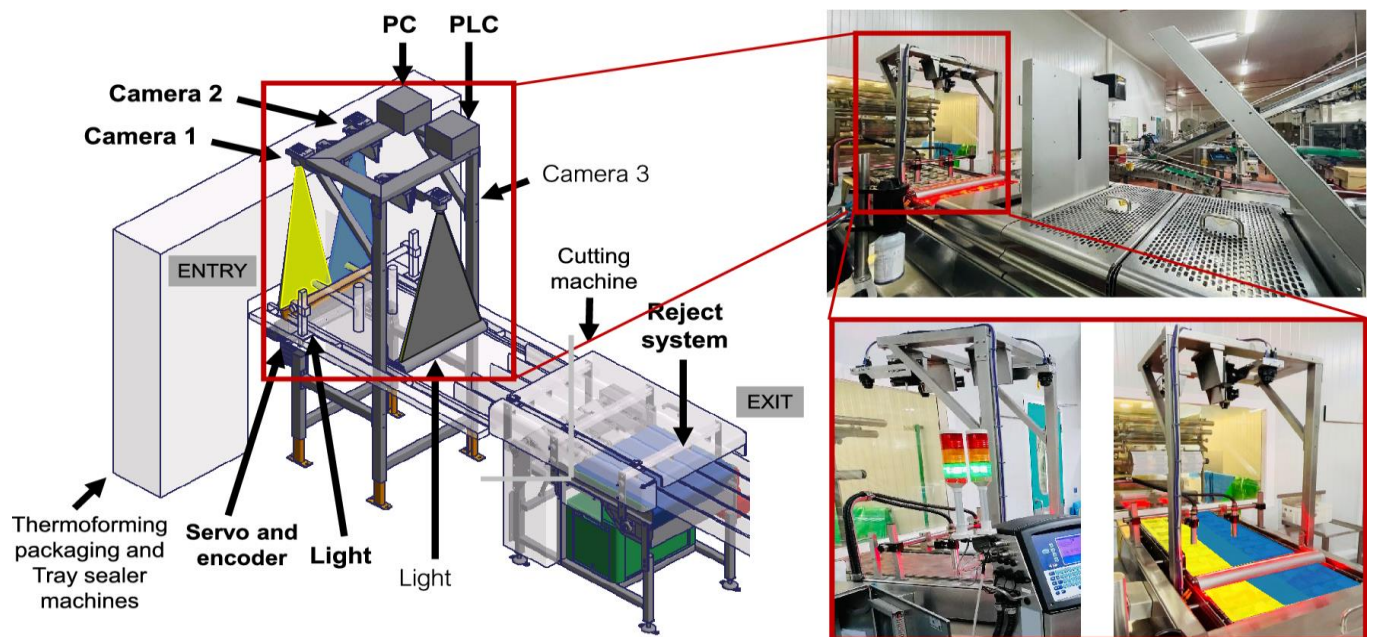 PC
PLC
Camera 2
Camera 1
Camera 3
ENTRY
Cutting
machine
Reject
system
EXIT
Thermoforming
packaging and
Tray sealer
machines
Servo and
encoder
Light
Light